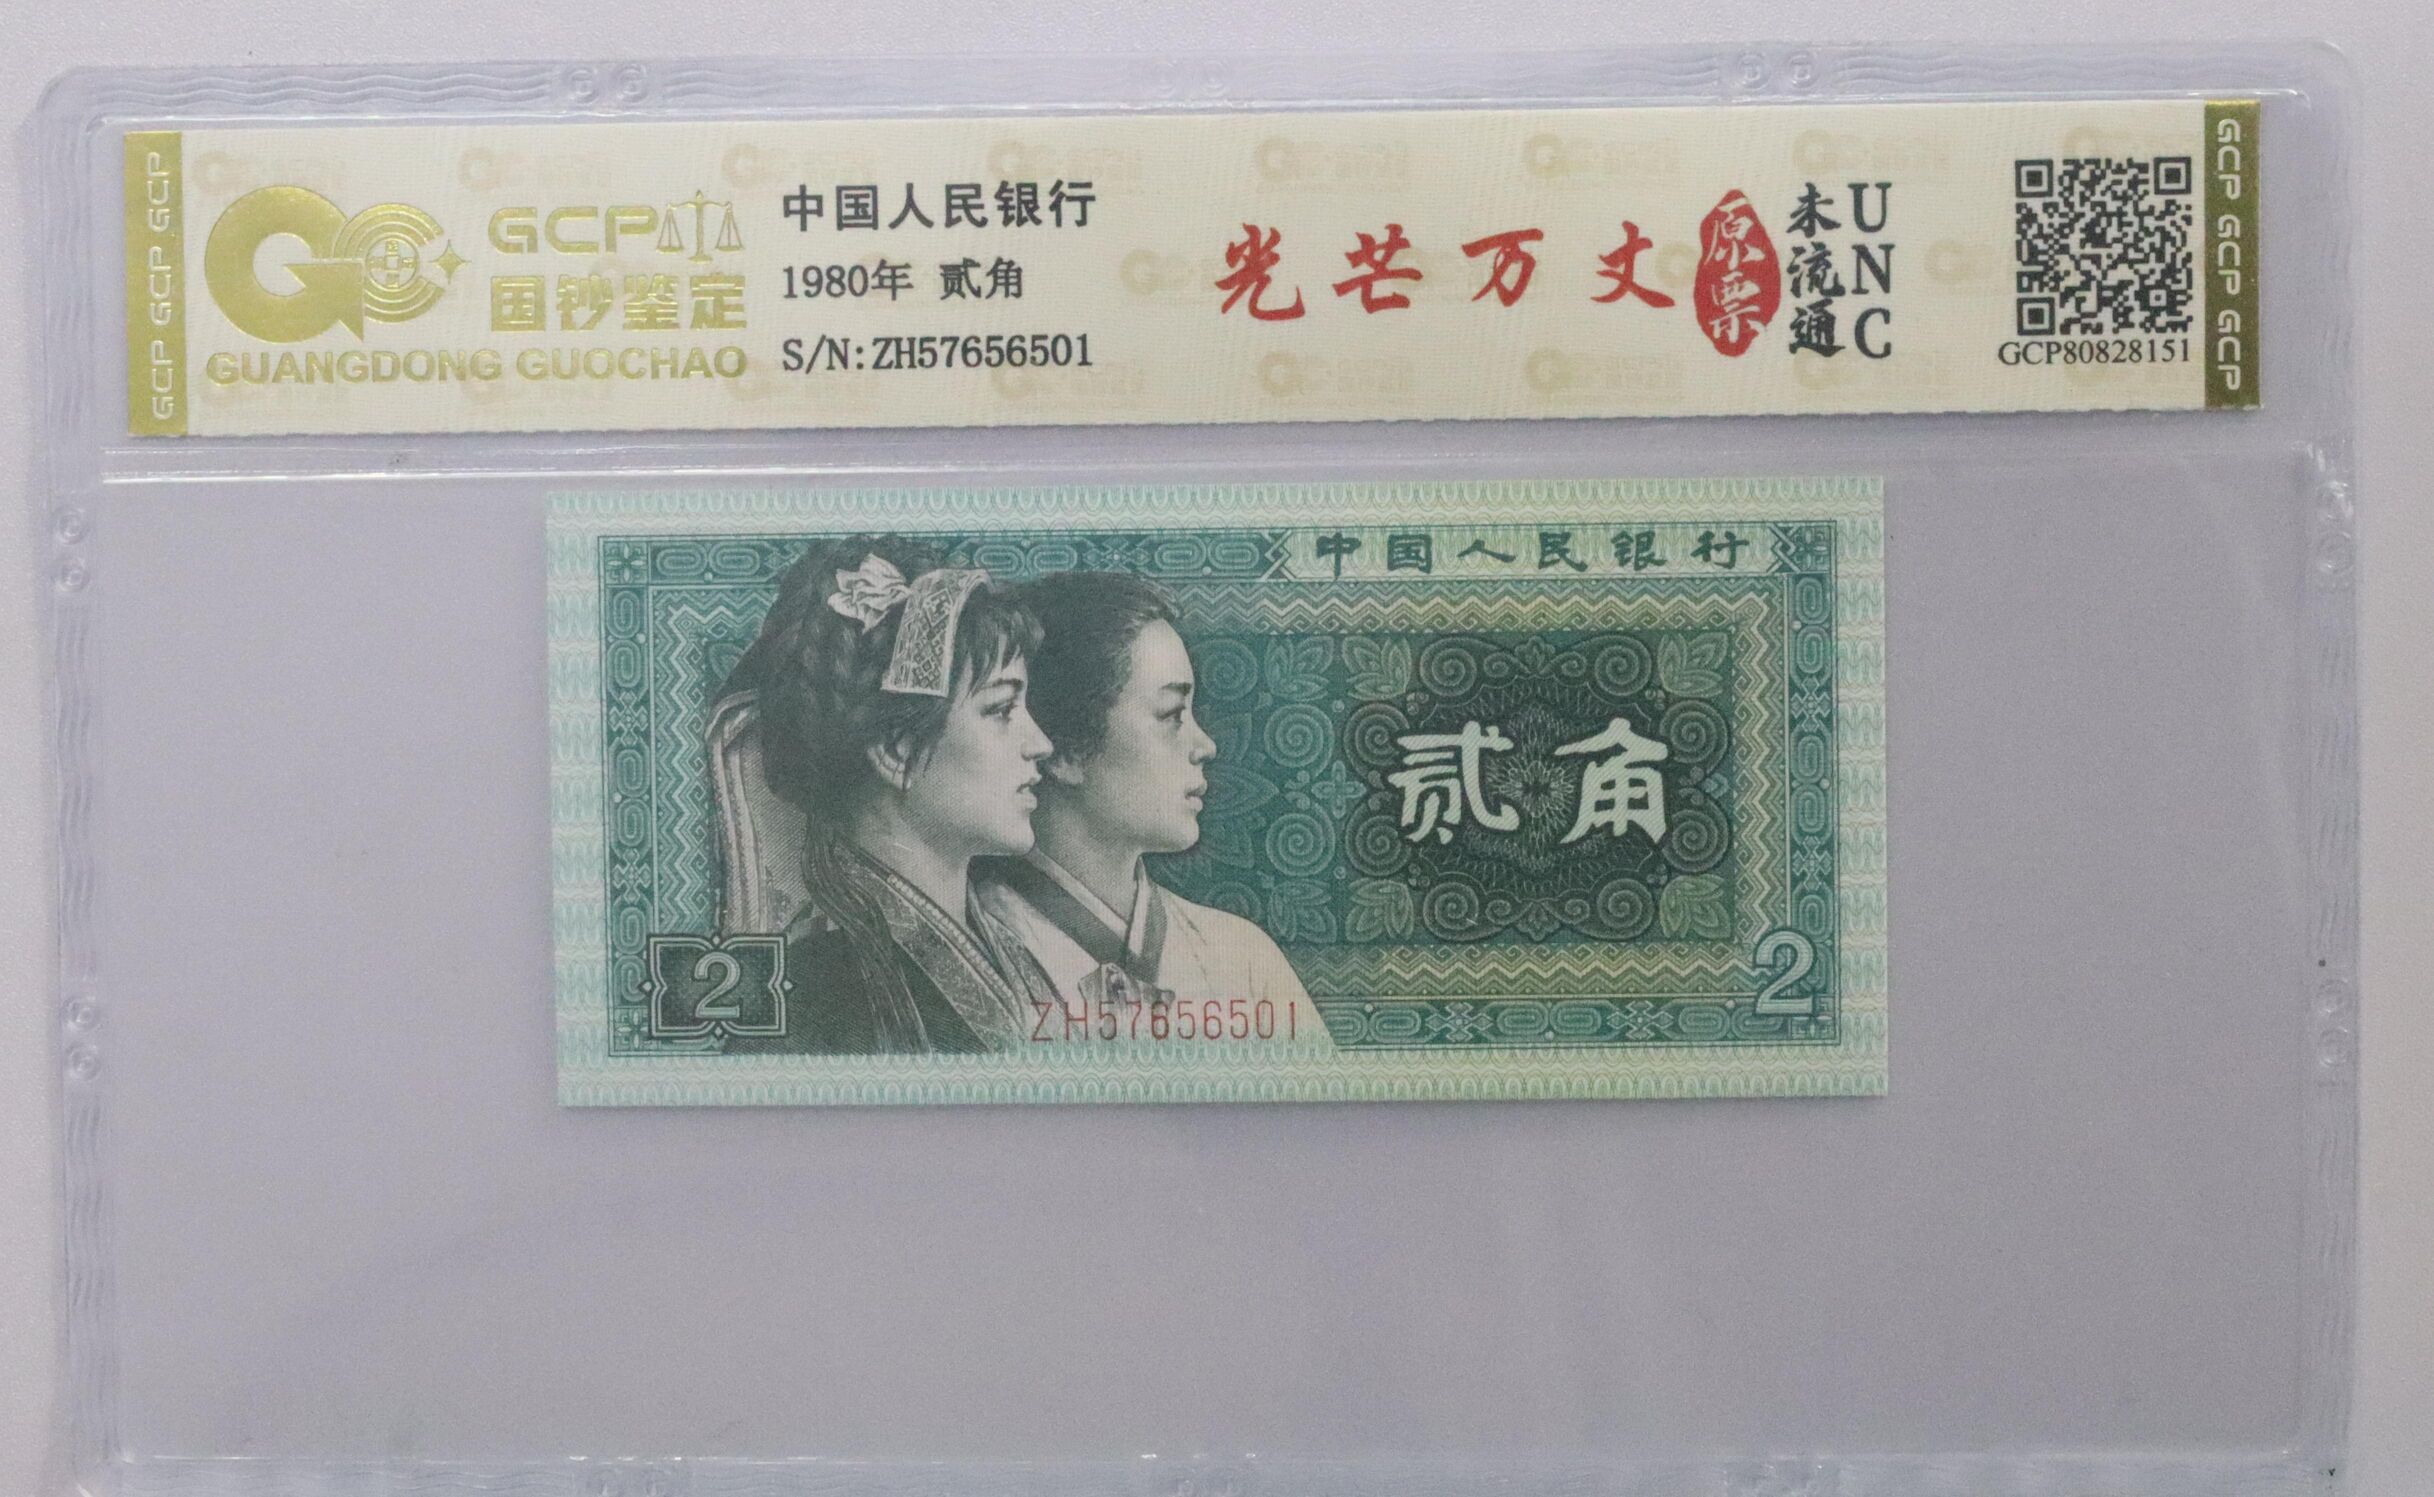 GCP GCP GCP
GCP
国钞鉴定
GUANGDONG GUOCHAO
中国人民银行
1980年 贰角
S/N:ZH57656501
光芒万丈
原票
未流通
UNC
GCP80828151
GCP GCP GCP
中国人民银行
贰角
2
2
ZH57656501